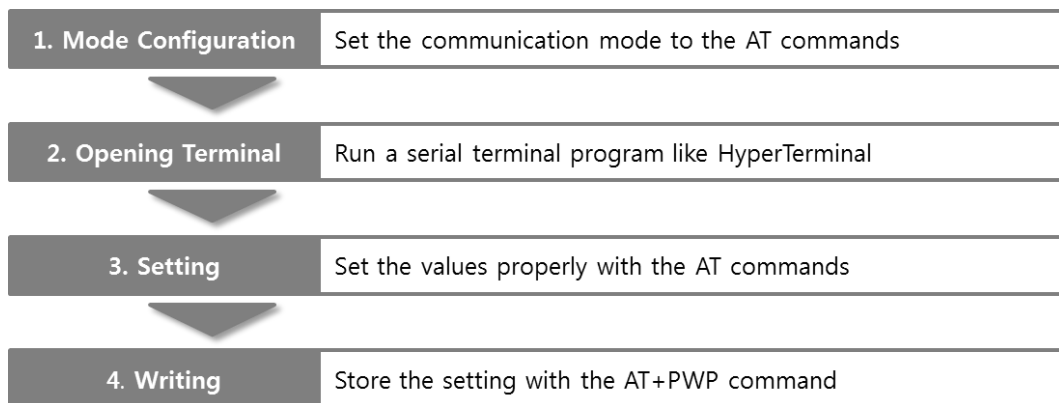 1. Mode Configuration Set the communication mode to the AT commands
2. Opening Terminal Run a serial terminal program like HyperTerminal
3. Setting Set the values properly with the AT commands
4. Writing Store the setting with the AT+PWP command